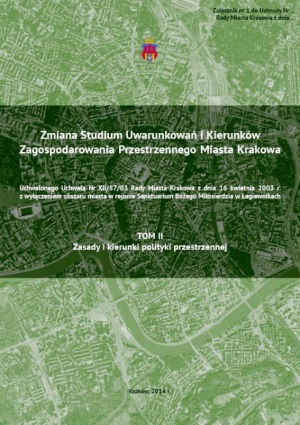 Załącznik nr 1 do Uchwały Nr ...
Rady Miasta Krakowa z dnia ...
Zmiana Studium Uwarunkowań i Kierunków
Zagospodarowania Przestrzennego Miasta Krakowa
Uchwalonego Uchwałą Nr XII/87/03 Rady Miasta Krakowa z dnia 16 kwietnia 2003 r.
z wyłączeniem obszaru miasta w rejonie Sanktuarium Bożego Miłosierdzia w Łagiewnikach
TOM II
Zasady i kierunki polityki przestrzennej
Kraków, 2014 r.